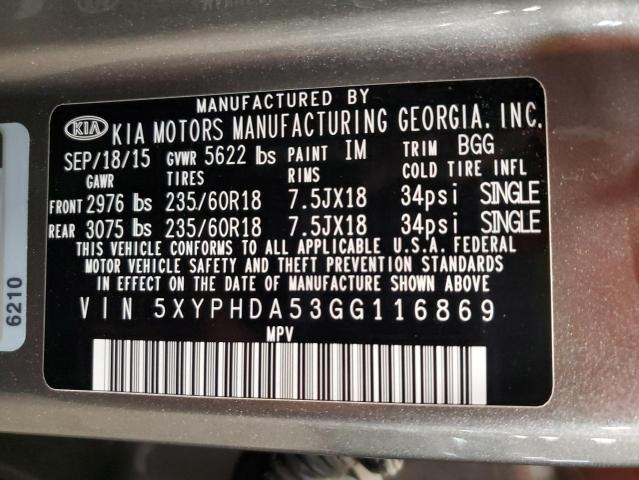 MANUFACTURED BY
KIA KIA MOTORS MANUFACTURING GEORGIA. INC.
SEP/18/15 GVWR 5622 lbs PAINT IM TRIM BGG
GAWR TIRES RIMS COLD TIRE INFL
FRONT 2976 lbs 235/60R18 7.5JX18 34psi SINGLE
REAR 3075 lbs 235/60R18 7.5JX18 34psi SINGLE
THIS VEHICLE CONFORMS TO ALL APPLICABLE U.S.A. FEDERAL
MOTOR VEHICLE SAFETY AND THEFT PREVENTION STANDARDS
IN EFFECT ON THE DATE OF MANUFACTURE SHOWN ABOVE
VIN 5XYPHDA53GG116869
MPV
6210